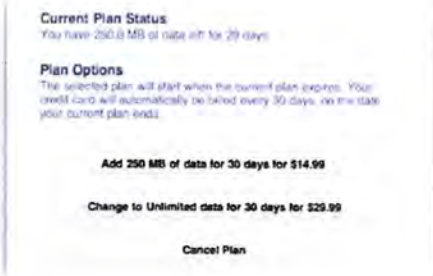 Current Plan Status
You have 250.0 MB of data left for 29 days
Plan Options
The selected plan will start when the current plan expires. Your
credit card will automatically be billed every 30 days, on the date
your current plan ends.
Add 250 MB of data for 30 days for $14.99
Change to Unlimited data for 30 days for $29.99
Cancel Plan